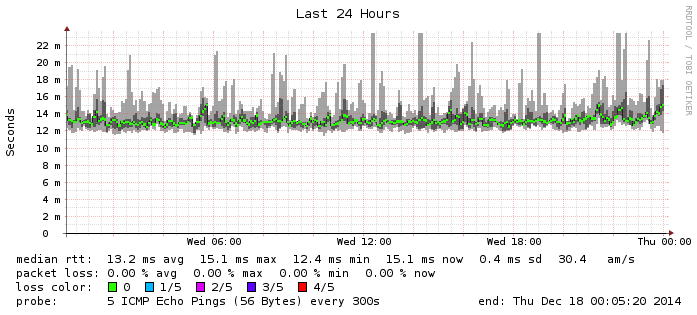 Last 24 Hours
RRDTOOL / TOBI OETIKER
Seconds
22 m
20 m
18 m
16 m
14 m
12 m
10 m
8 m
6 m
4 m
2 m
0
Wed 06:00 Wed 12:00 Wed 18:00 Thu 00:00
median rtt: 13.2 ms avg 15.1 ms max 12.4 ms min 15.1 ms now 0.4 ms sd 30.4 am/s
packet loss: 0.00 % avg 0.00 % max 0.00 % min 0.00 % now
loss color: 0 1/5 2/5 3/5 4/5
probe: 5 ICMP Echo Pings (56 Bytes) every 300s end: Thu Dec 18 00:05:20 2014